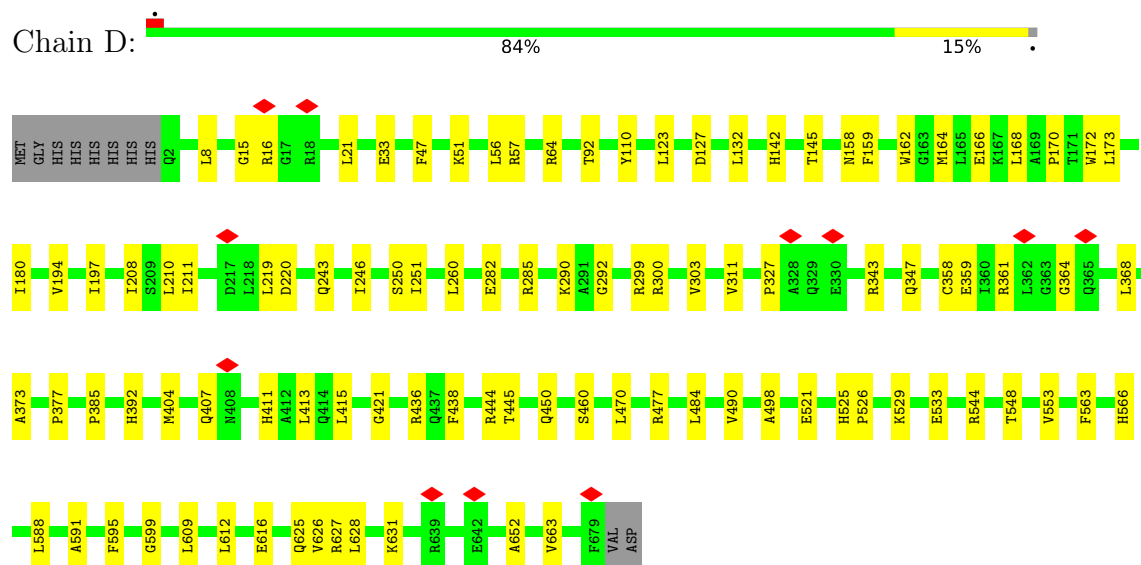 Chain D:
84%
15%
MET GLY HIS HIS HIS HIS HIS HIS Q2 L8 G15 R16 G17 R18 L21 E33 F47 K51 L56 R57 R64 T92 Y110 L123 D127 L132 H142 T145 N158 F159 W162 G163 M164 L165 E166 K167 L168 A169 P170 T171 W172 L173
I180 V194 I197 I208 S209 L210 I211 D217 L218 L219 D220 Q243 I246 S250 I251 L260 E282 R285 K290 A291 G292 R299 R300 V303 V311 P327 A328 Q329 E330 R343 Q347 C358 E359 I360 R361 L362 G363 G364 Q365 L368
A373 P377 P385 H392 M404 Q407 N408 H411 A412 L413 Q414 L415 G421 R436 Q437 F438 R444 T445 Q450 S460 L470 R477 L484 V490 A498 E521 H525 P526 K529 E533 R544 T548 V553 F563 H566
L588 A591 F595 G599 L609 L612 E616 Q625 V626 R627 L628 K631 R639 E642 A652 V663 F679 VAL ASP